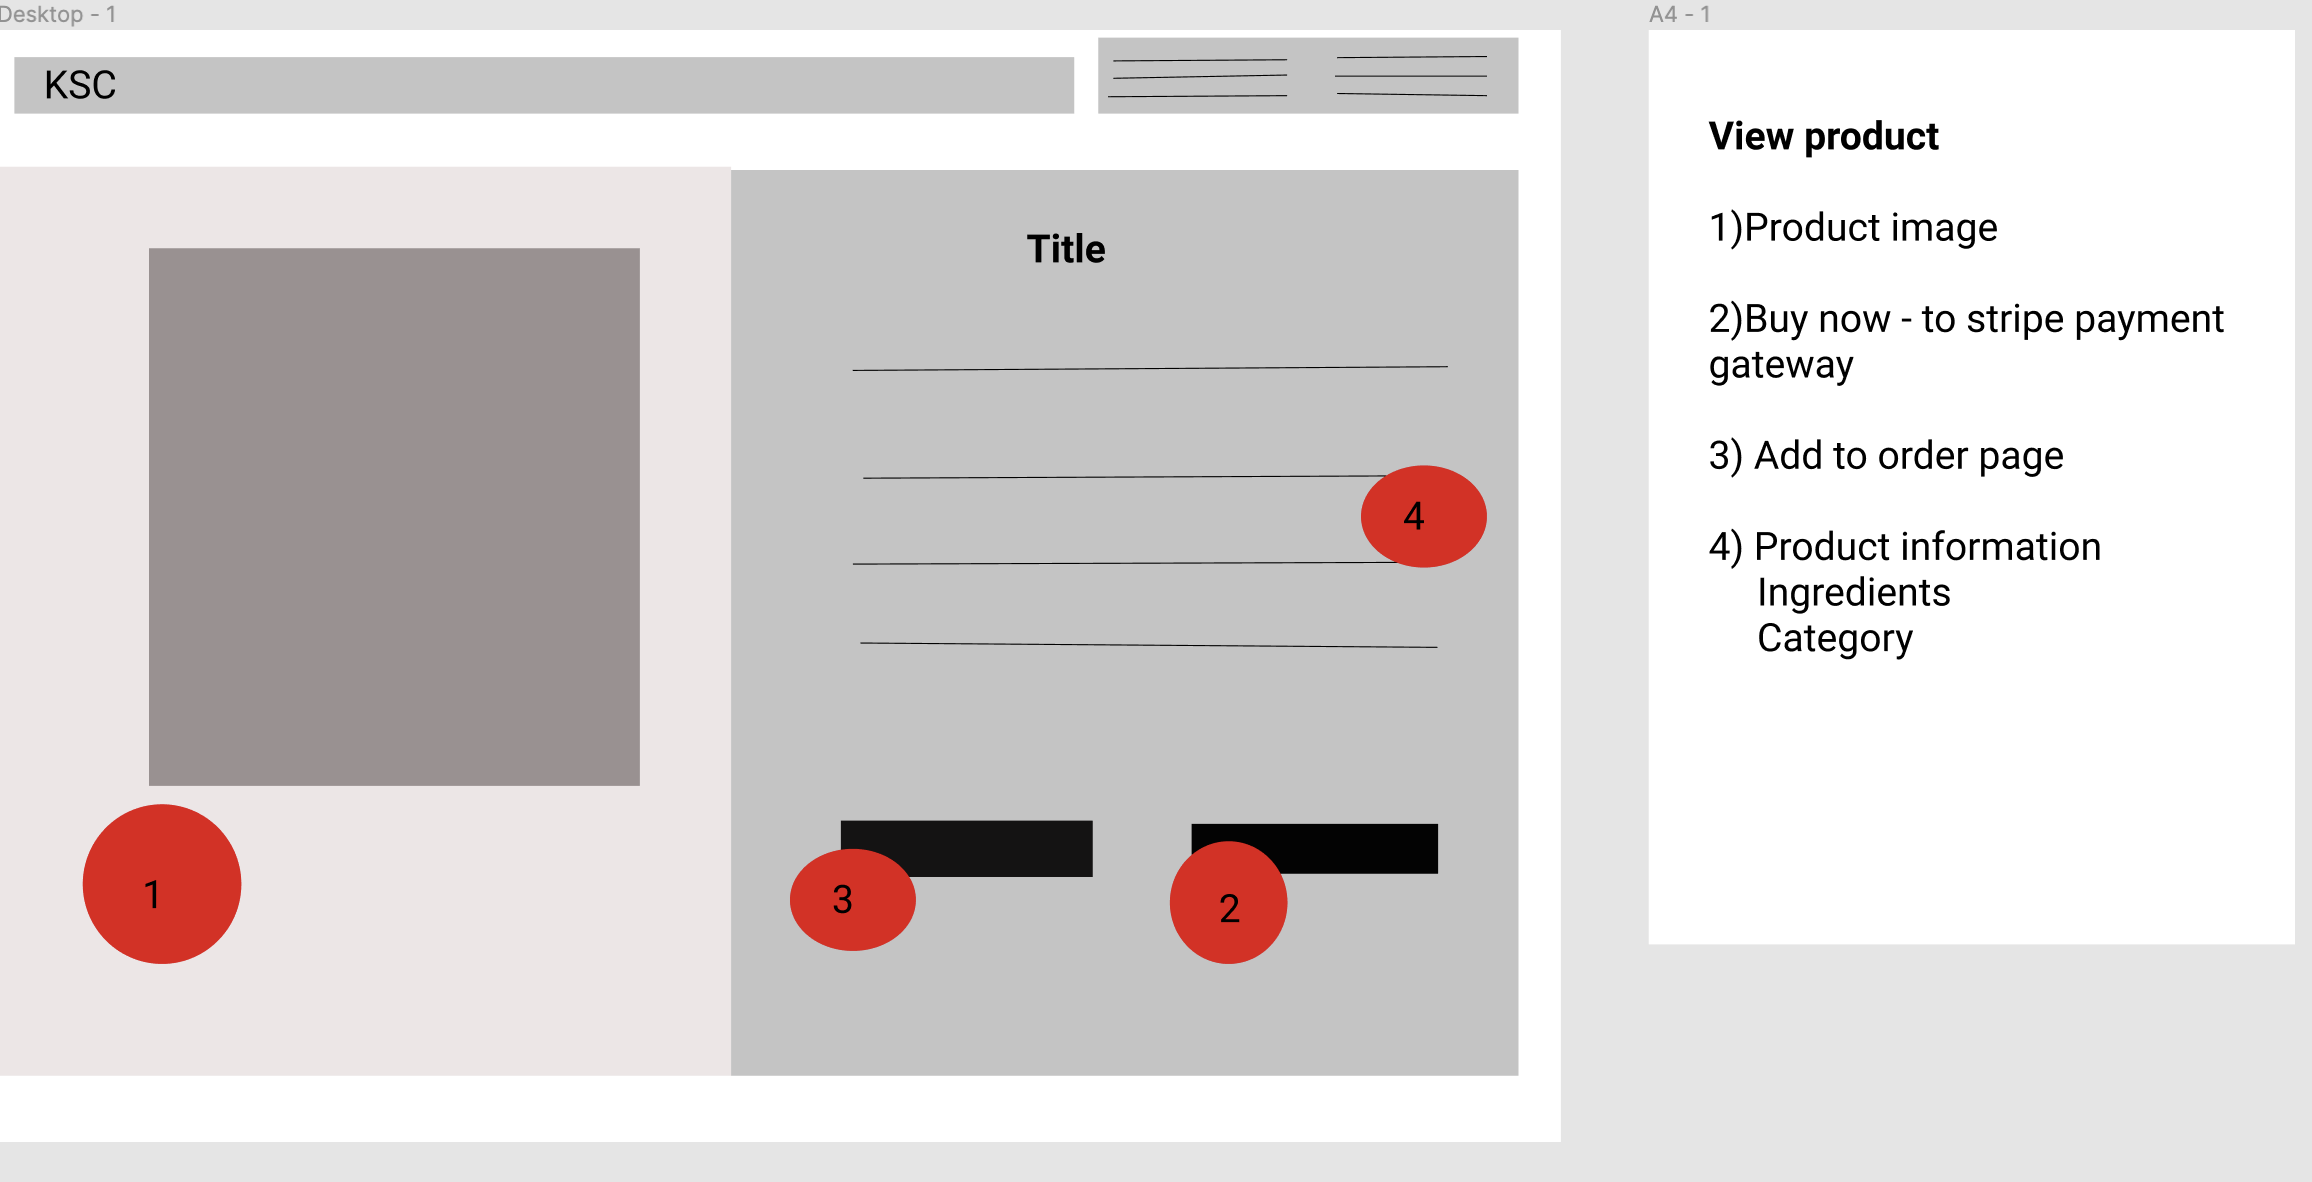 Desktop - 1
A4 - 1
KSC
Title
4
1
3
2
View product
1)Product image
2)Buy now - to stripe payment
gateway
3) Add to order page
4) Product information
Ingredients
Category